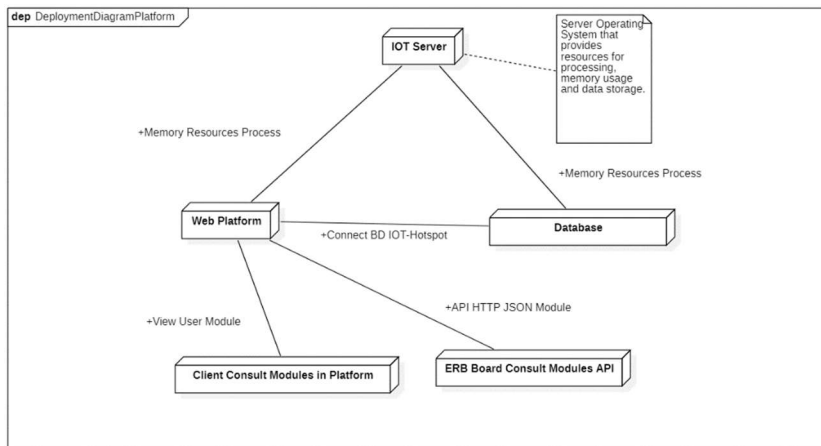 dep DeploymentDiagramPlatform
IOT Server
Server Operating
System that
provides
resources for
processing,
memory usage
and data storage.
+Memory Resources Process
+Memory Resources Process
Web Platform
+Connect BD IOT-Hotspot
Database
+View User Module
+API HTTP JSON Module
Client Consult Modules in Platform
ERB Board Consult Modules API